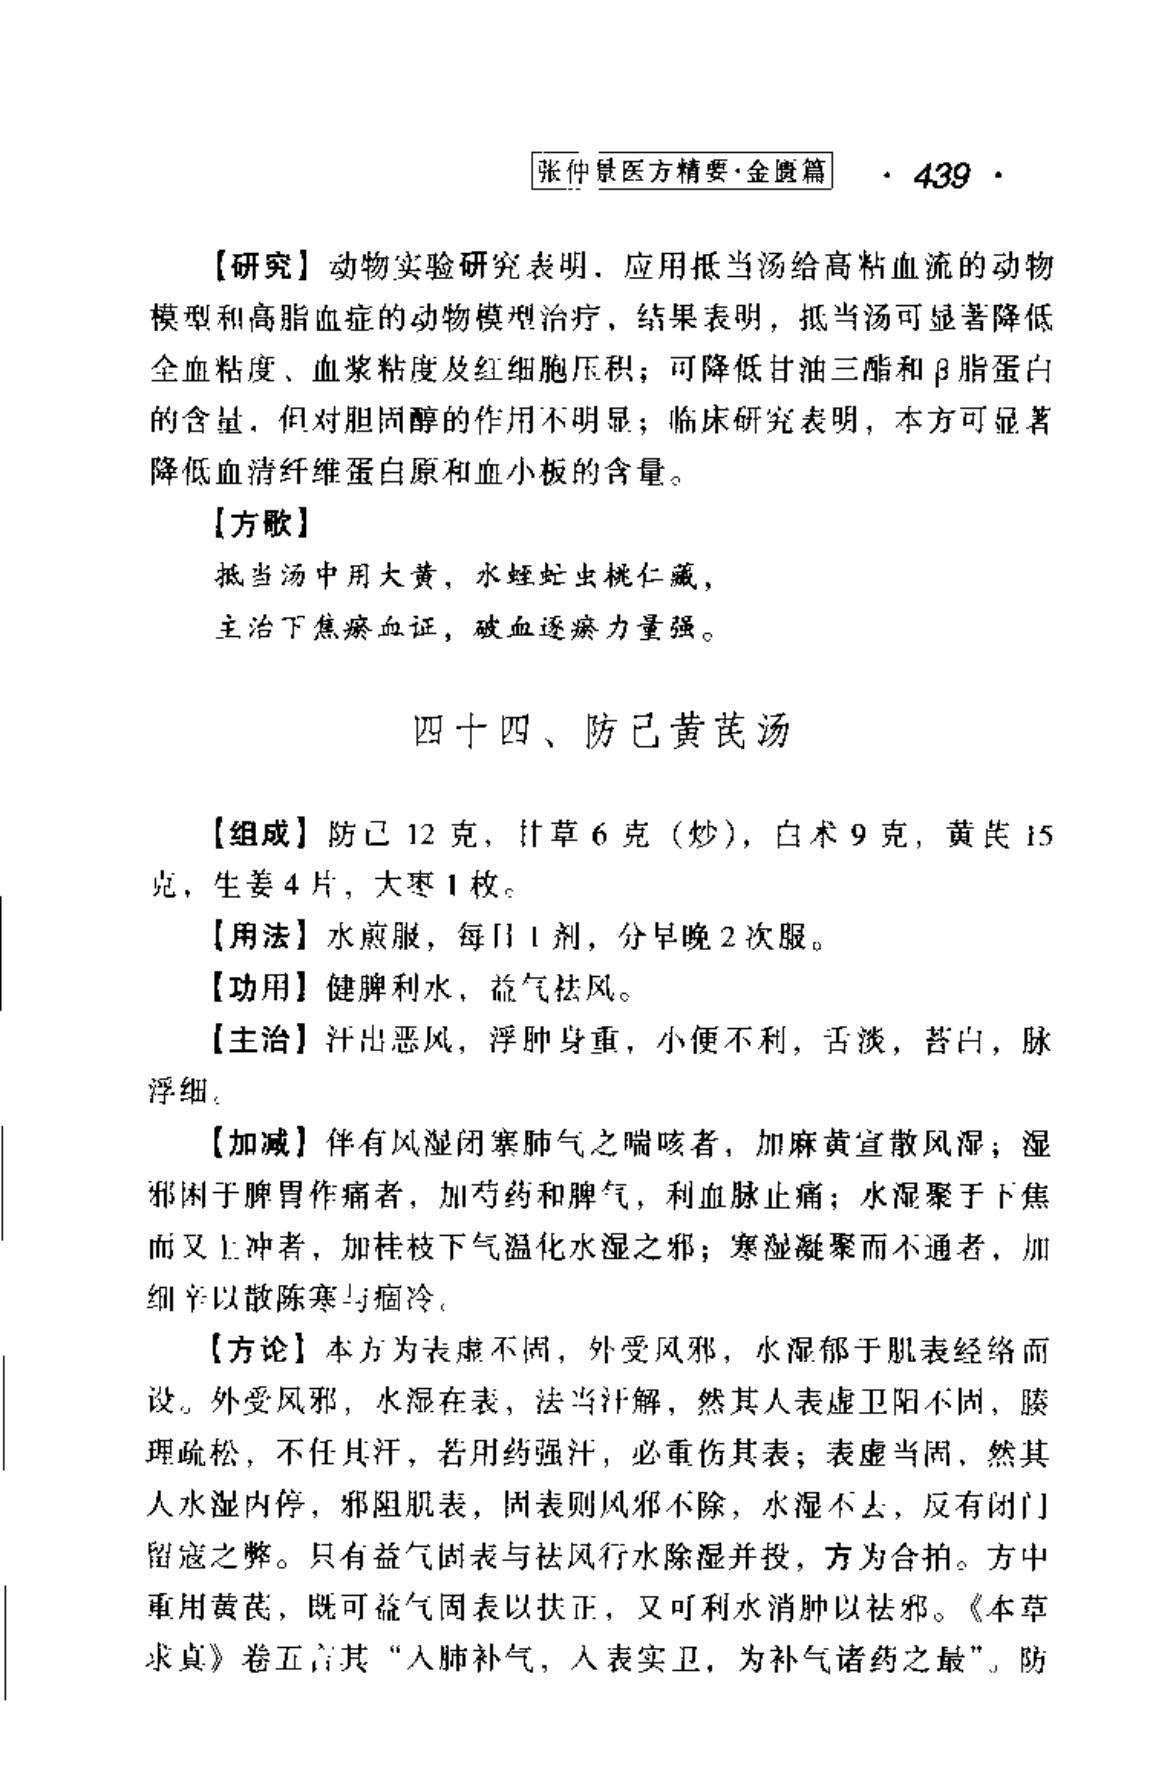 张仲景医方精要·金匮篇 · 439 ·
【研究】动物实验研究表明，应用抵当汤给高粘血流的动物
模型和高脂血症的动物模型治疗，结果表明，抵当汤可显著降低
全血粘度、血浆粘度及红细胞压积；可降低甘油三酯和β脂蛋白
的含量，但对胆固醇的作用不明显；临床研究表明，本方可显著
降低血清纤维蛋白原和血小板的含量。
【方歌】
抵当汤中用大黄，水蛭虻虫桃仁藏，
主治下焦瘀血证，破血逐瘀力量强。
四十四、防己黄芪汤
【组成】防己 12 克，甘草 6 克（炒），白术 9 克，黄芪 15
克，生姜 4 片，大枣 1 枚。
【用法】水煎服，每日 1 剂，分早晚 2 次服。
【功用】健脾利水，益气祛风。
【主治】汗出恶风，浮肿身重，小便不利，舌淡，苔白，脉
浮细。
【加减】伴有风湿闭塞肺气之喘咳者，加麻黄宣散风湿；湿
邪困于脾胃作痛者，加芍药和脾气，利血脉止痛；水湿聚于下焦
而又上冲者，加桂枝下气温化水湿之邪；寒湿凝聚而不通者，加
细辛以散陈寒与痼冷。
【方论】本方为表虚不固，外受风邪，水湿郁于肌表经络而
设。外受风邪，水湿在表，法当汗解，然其人表虚卫阳不固，腠
理疏松，不任其汗，若用药强汗，必重伤其表；表虚当固，然其
人水湿内停，邪阻肌表，固表则风邪不除，水湿不去，反有闭门
留寇之弊。只有益气固表与祛风行水除湿并投，方为合拍。方中
重用黄芪，既可益气固表以扶正，又可利水消肿以祛邪。《本草
求真》卷五言其“入肺补气，入表实卫，为补气诸药之最”。防